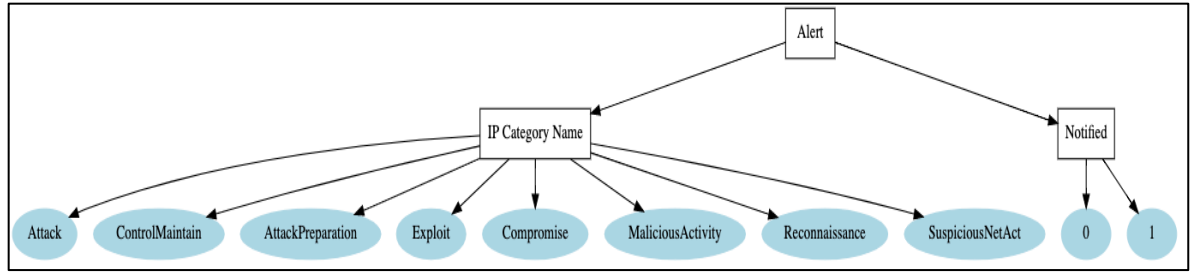 Alert
IP Category Name
Notified
Attack
ControlMaintain
AttackPreparation
Exploit
Compromise
MaliciousActivity
Reconnaissance
SuspiciousNetAct
0
1